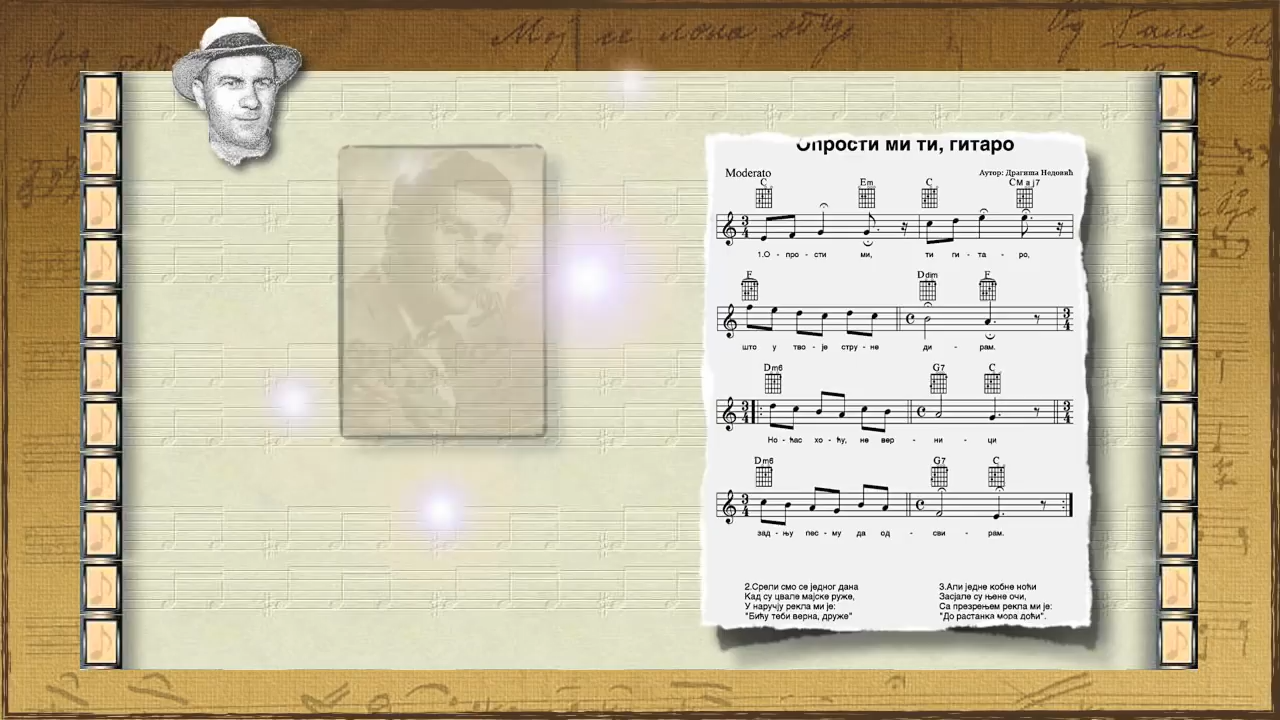 Опрости ми ти, гитаро
Moderato
Аутор: Драгиша Недовић
C Em C CMaj7
1.О - про - сти ми, ти ги - та - ро,
F Ddim F
што у тво - је стру - не ди - рам.
Dm6 G7 C
Но - ћас хо - ћу, не вер - ни - ци
Dm6 G7 C
зад - њу пес - му да од - сви - рам.
2.Срели смо се једног дана
Кад су цвале мајске руже,
У наручју рекла ми је:
"Бићу теби верна, друже"
3.Али једне кобне ноћи
Засјале су њене очи,
Са презрењем рекла ми је:
"До растанка мора доћи".